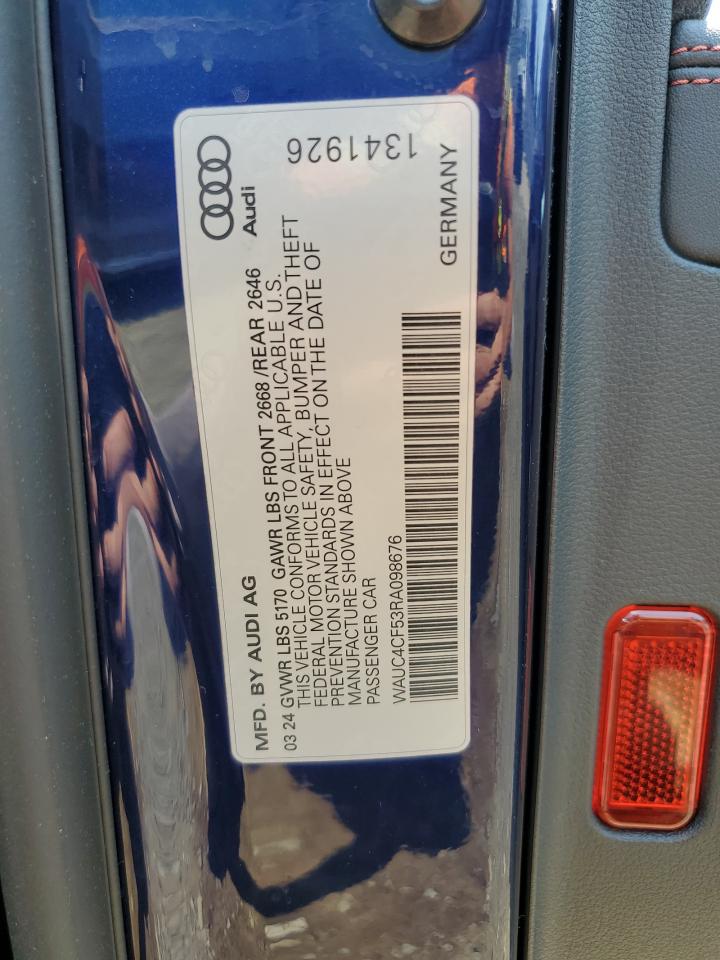 MFD. BY AUDI AG
Audi
03 24 GVWR LBS 5170 GAWR LBS FRONT 2668 /REAR 2646
THIS VEHICLE CONFORMS TO ALL APPLICABLE U.S.
FEDERAL MOTOR VEHICLE SAFETY, BUMPER AND THEFT
PREVENTION STANDARDS IN EFFECT ON THE DATE OF
MANUFACTURE SHOWN ABOVE
PASSENGER CAR
WAUC4CF53RA098676
GERMANY
1341926